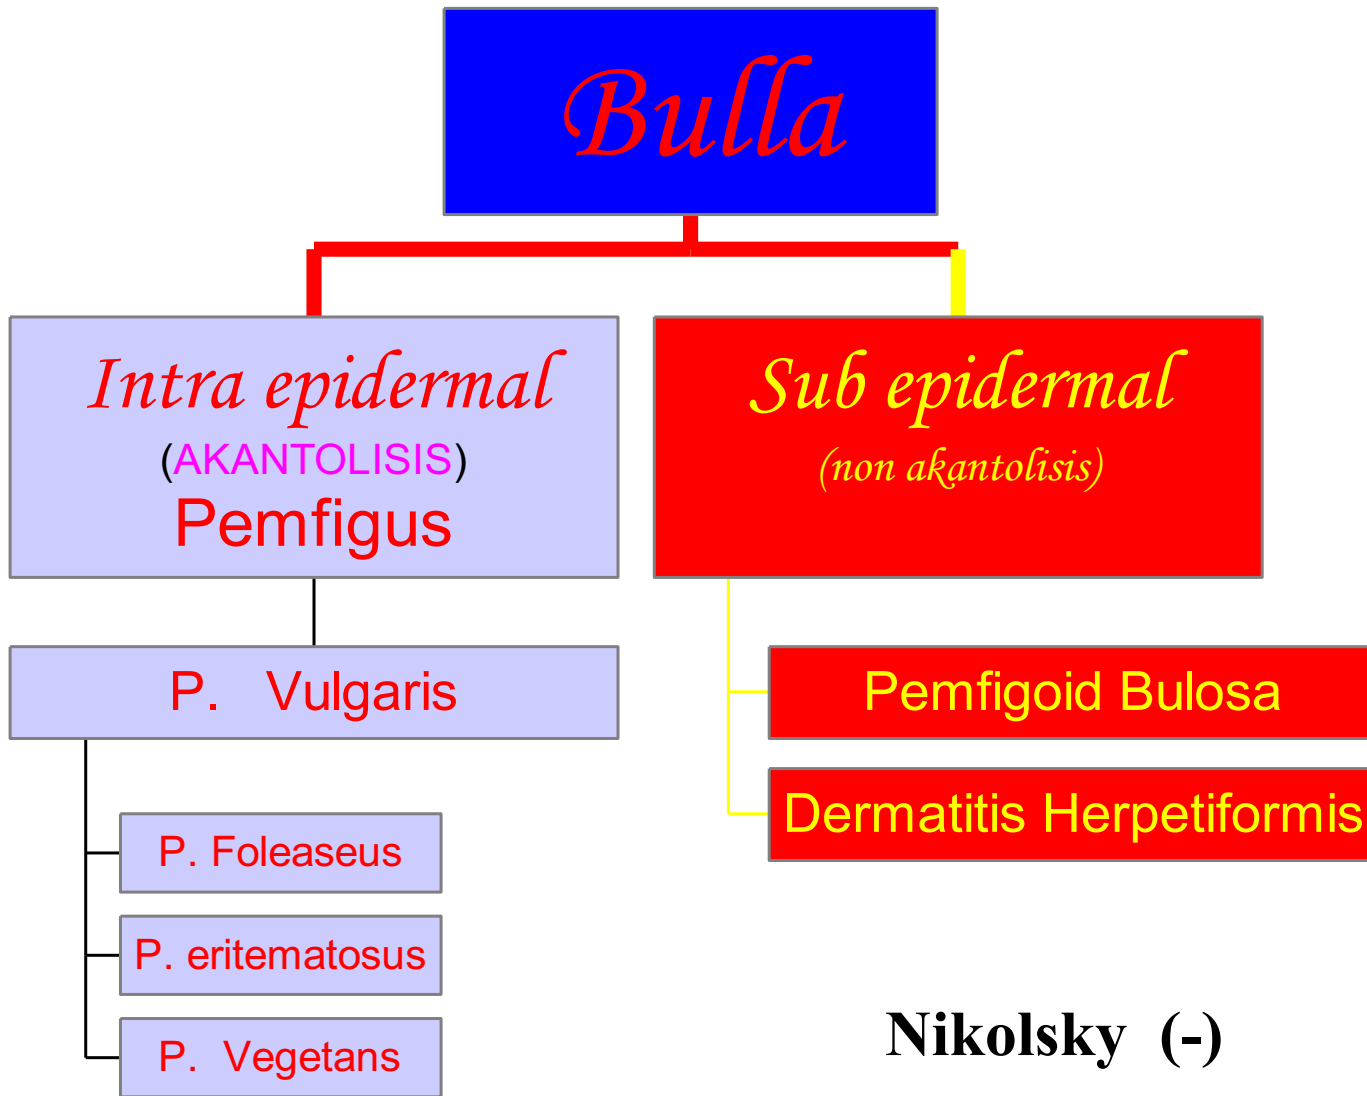 Bulla
Intra epidermal
(AKANTOLISIS)
Pemfigus
Sub epidermal
(non akantolisis)
P. Vulgaris
P. Foleaseus
P. eritematosus
P. Vegetans
Pemfigoid Bulosa
Dermatitis Herpetiformis
Nikolsky (-)